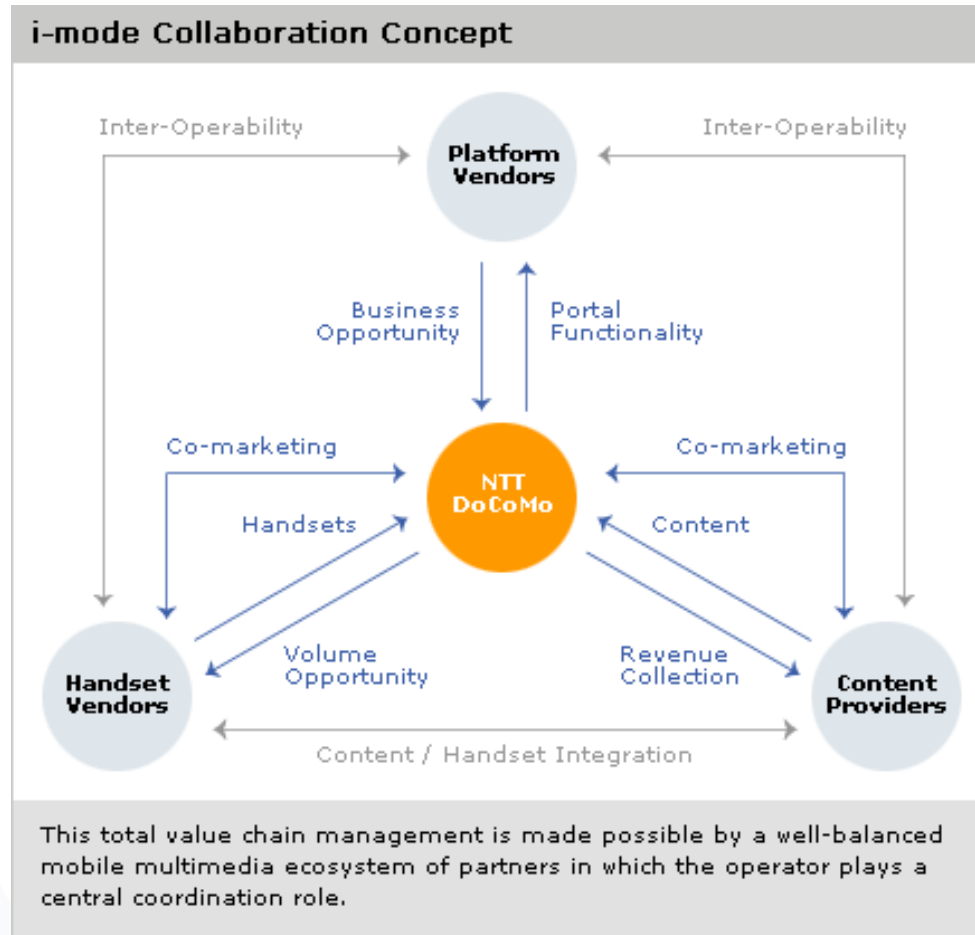 i-mode Collaboration Concept
Inter-Operability
Inter-Operability
Platform
Vendors
Business
Opportunity
Portal
Functionality
Co-marketing
Co-marketing
NTT
DoCoMo
Handsets
Content
Volume
Opportunity
Revenue
Collection
Handset
Vendors
Content
Providers
Content / Handset Integration
This total value chain management is made possible by a well-balanced
mobile multimedia ecosystem of partners in which the operator plays a
central coordination role.